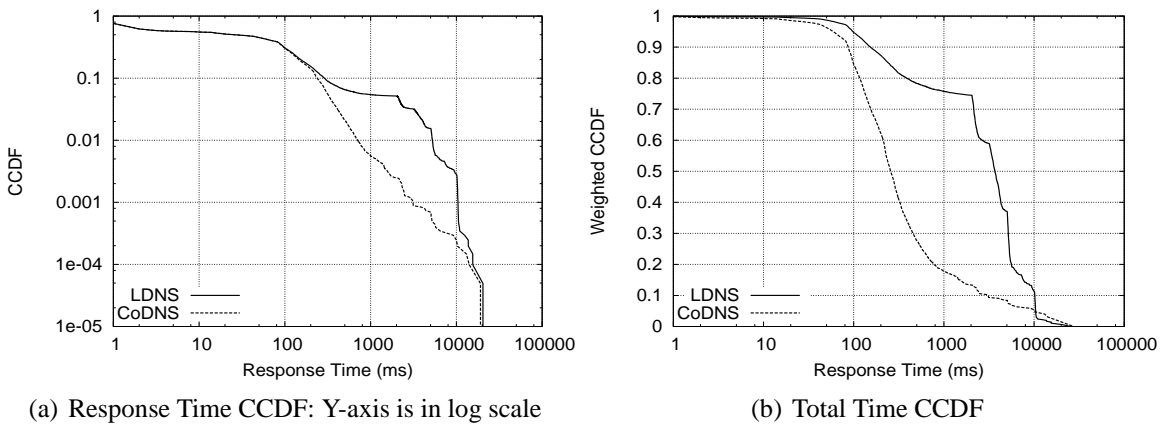 1
0.1
0.01
0.001
1e-04
1e-05
CCDF
LDNS
CoDNS
1 10 100 1000 10000 100000
Response Time (ms)
(a) Response Time CCDF: Y-axis is in log scale
1
0.9
0.8
0.7
0.6
0.5
0.4
0.3
0.2
0.1
0
Weighted CCDF
LDNS
CoDNS
1 10 100 1000 10000 100000
Response Time (ms)
(b) Total Time CCDF